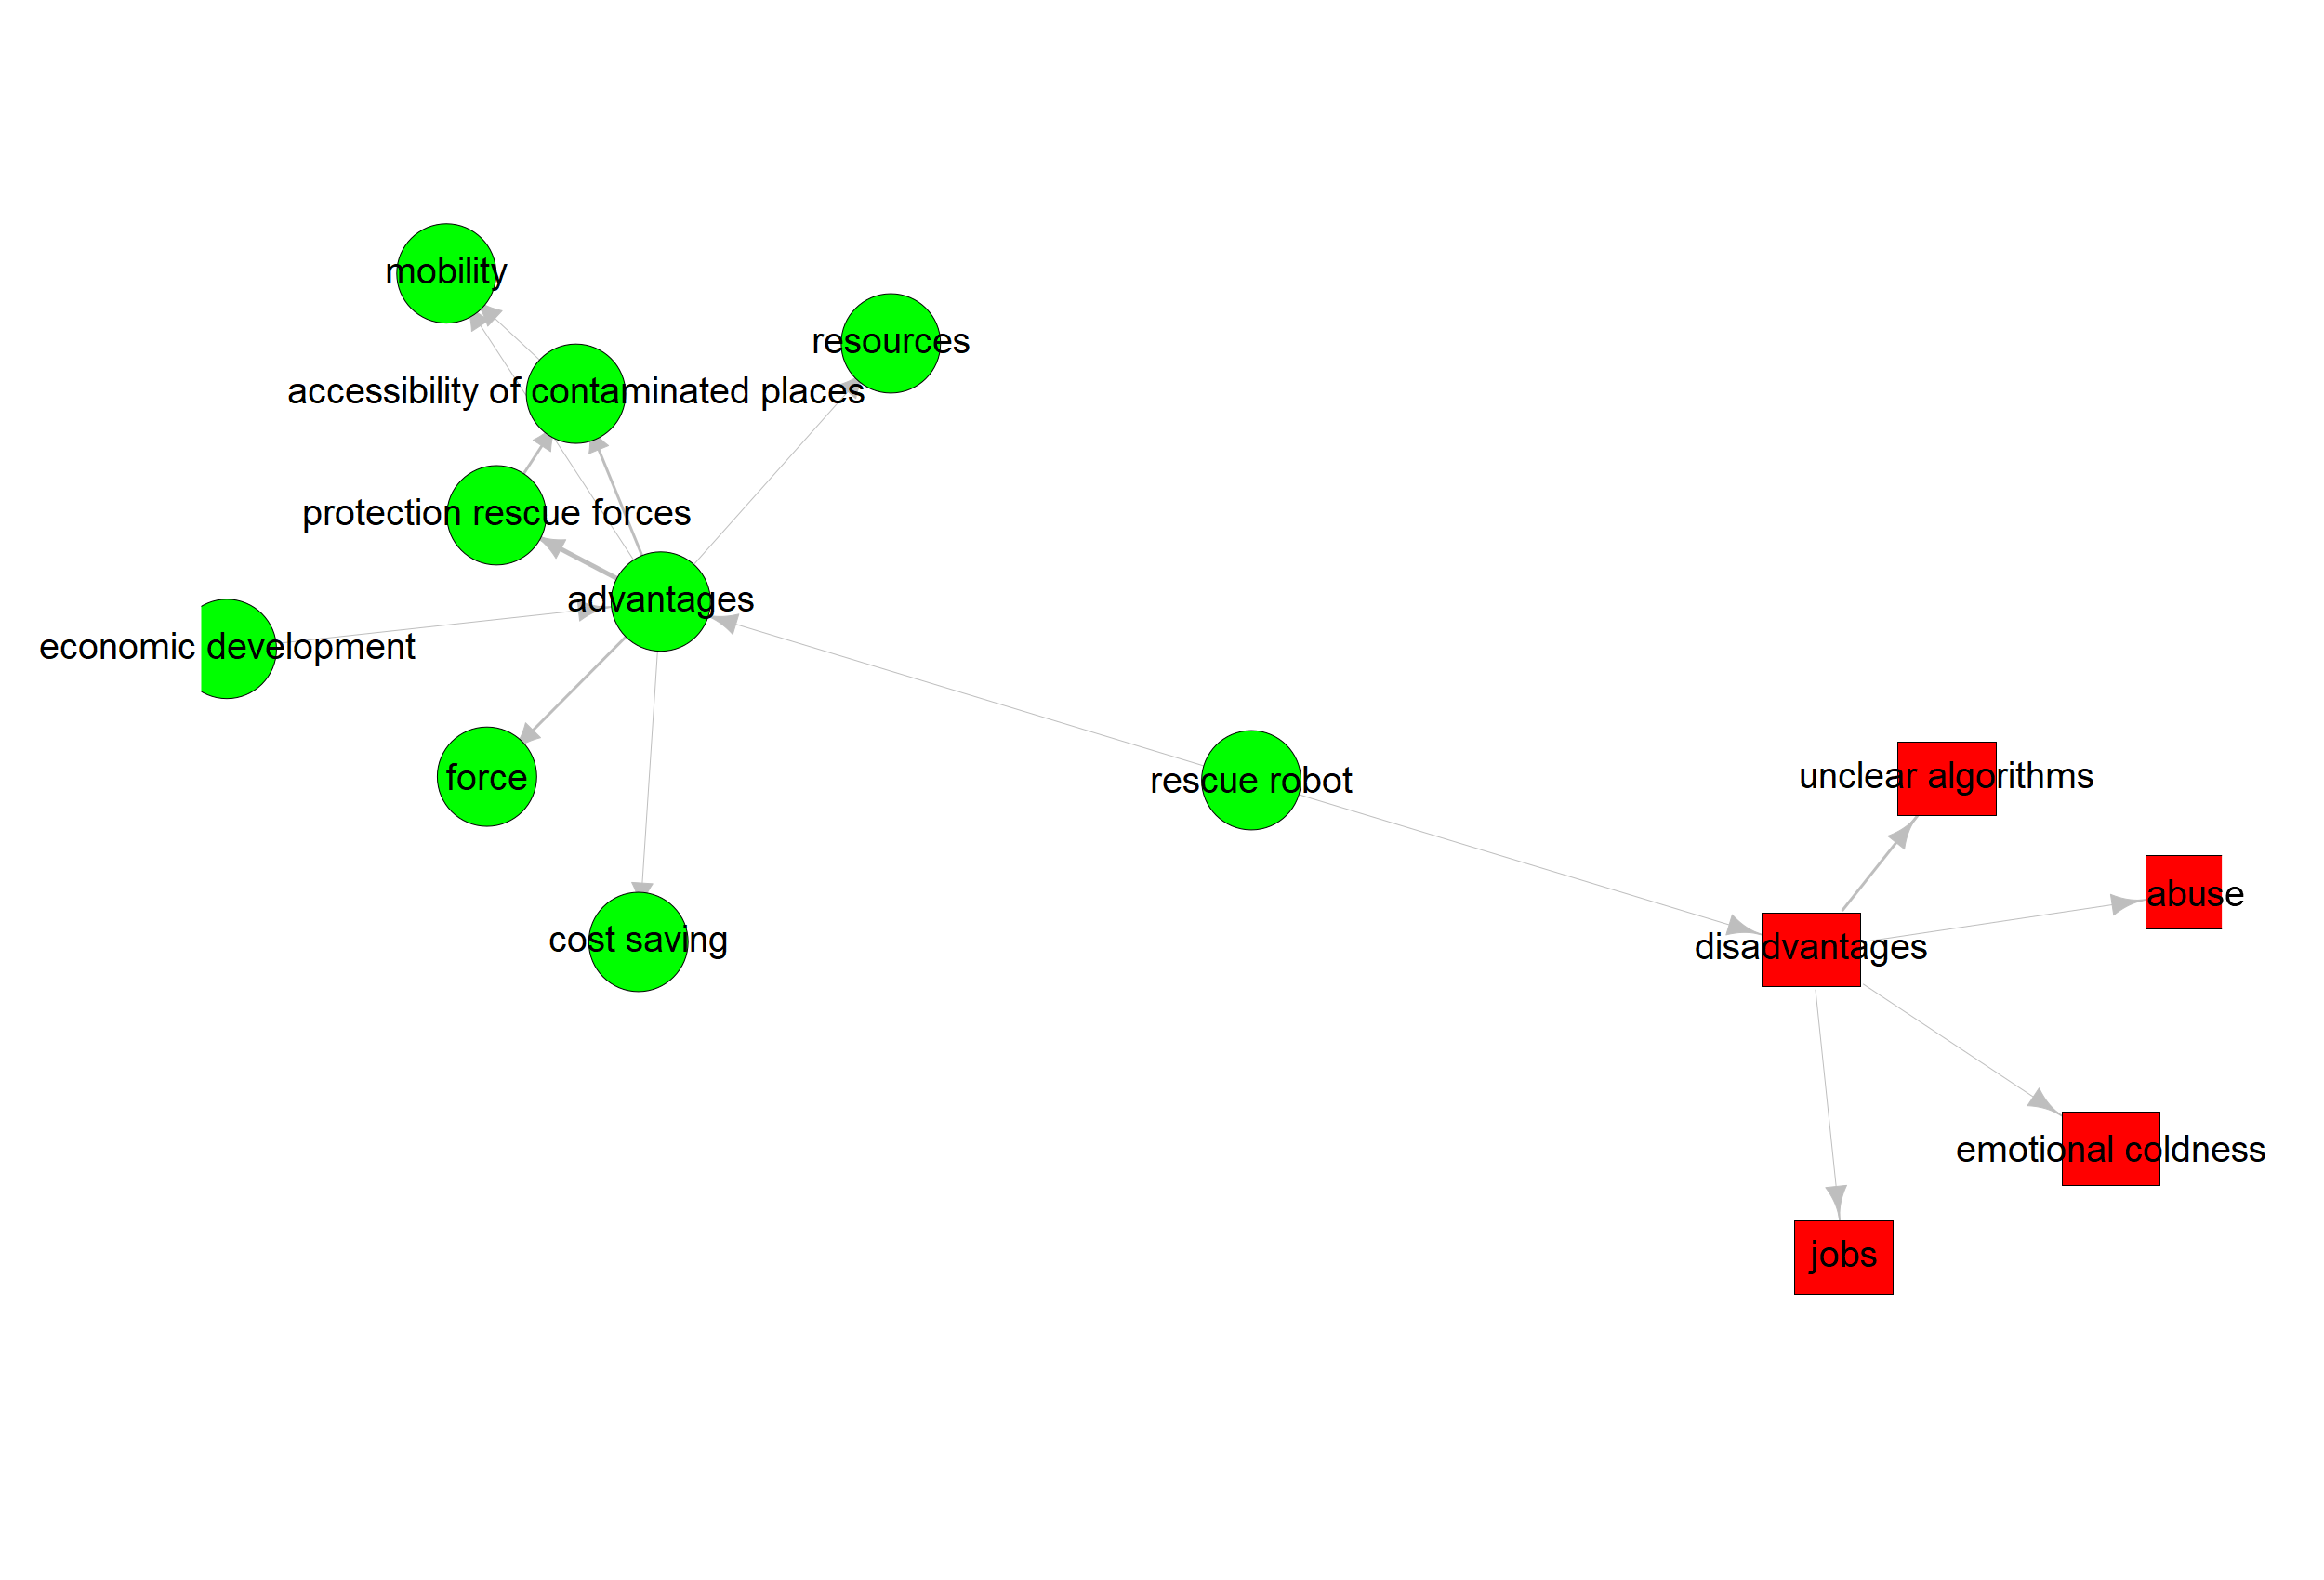 mobility
resources
accessibility of contaminated places
protection rescue forces
advantages
economic development
force
rescue robot
unclear algorithms
abuse
cost saving
disadvantages
emotional coldness
jobs